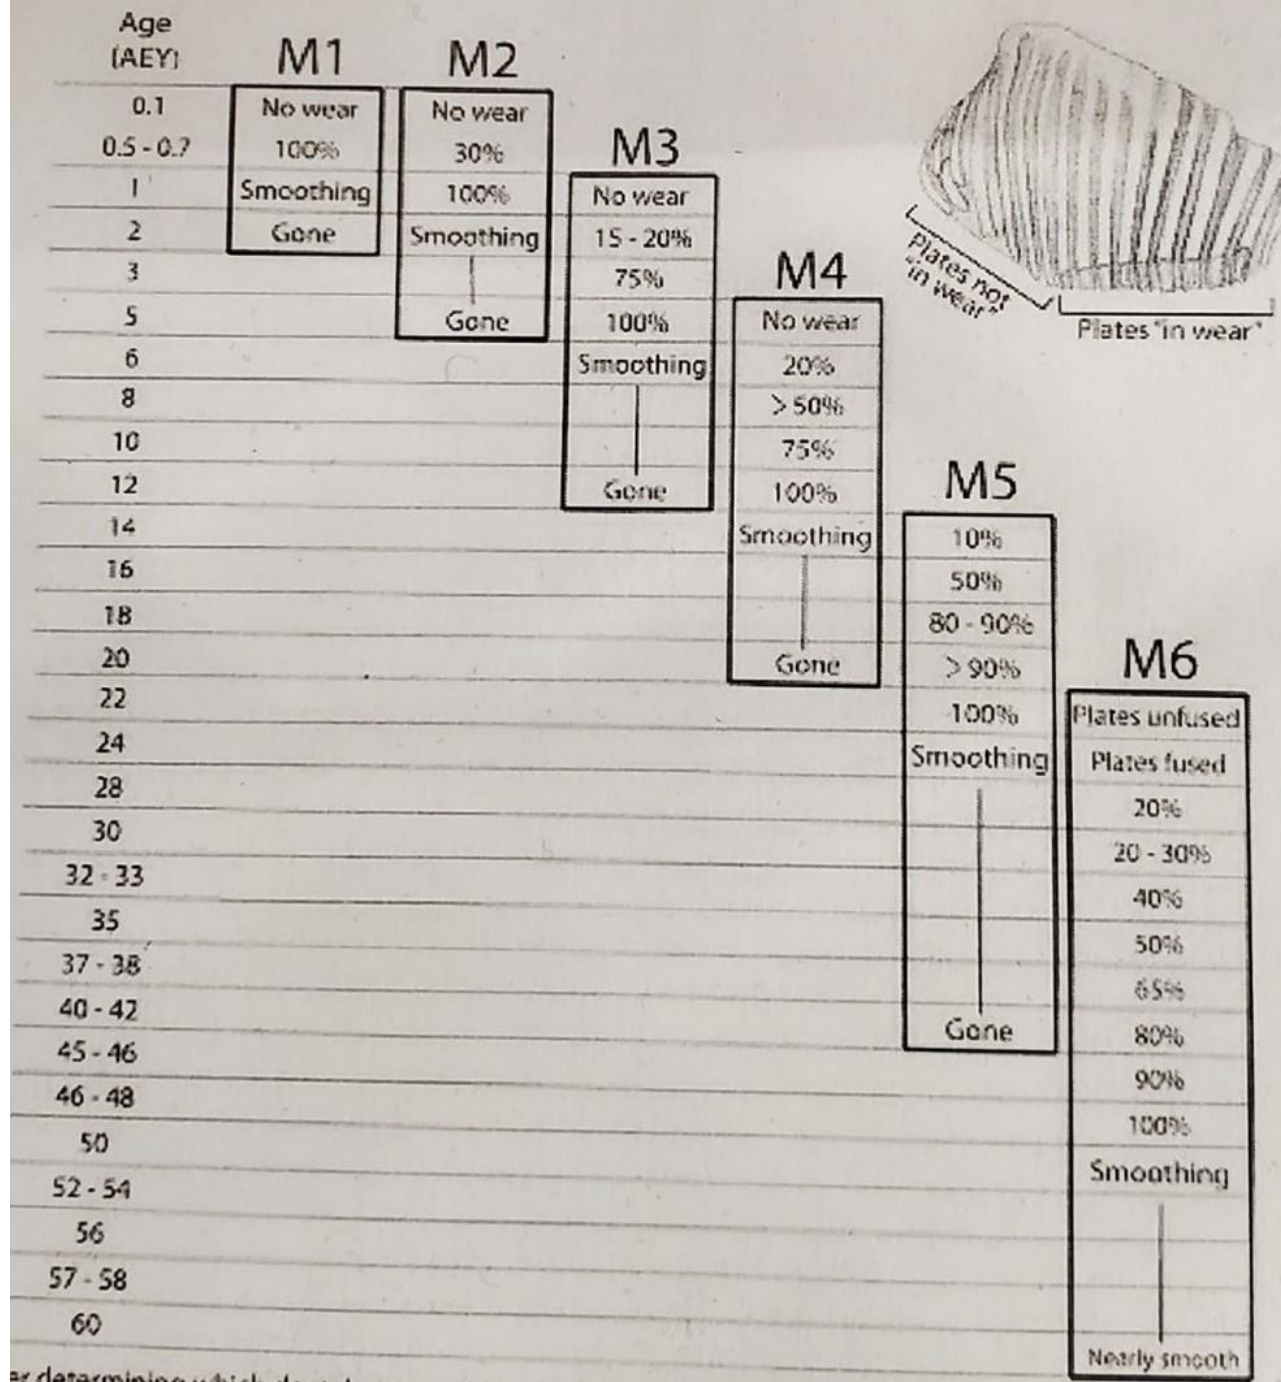 Age
(AEY)
M1
M2
M3
M4
M5
M6
0.1 No wear No wear
0.5 - 0.7 100% 30%
1 Smoothing 100% No wear
2 Gone Smoothing 15 - 20%
3 75%
5 Gone 100% No wear
6 Smoothing 20%
8 > 50%
10 75%
12 Gone 100%
14 Smoothing 10%
16 50%
18 80 - 90%
20 Gone > 90%
22 100% Plates unfused
24 Smoothing Plates fused
28 20%
30 20 - 30%
32 - 33 40%
35 50%
37 - 38 65%
40 - 42 Gone 80%
45 - 46 90%
46 - 48 100%
50 Smoothing
52 - 54
56
57 - 58
60 Nearly smooth
Plates not
"in wear"
Plates "in wear"
determining which